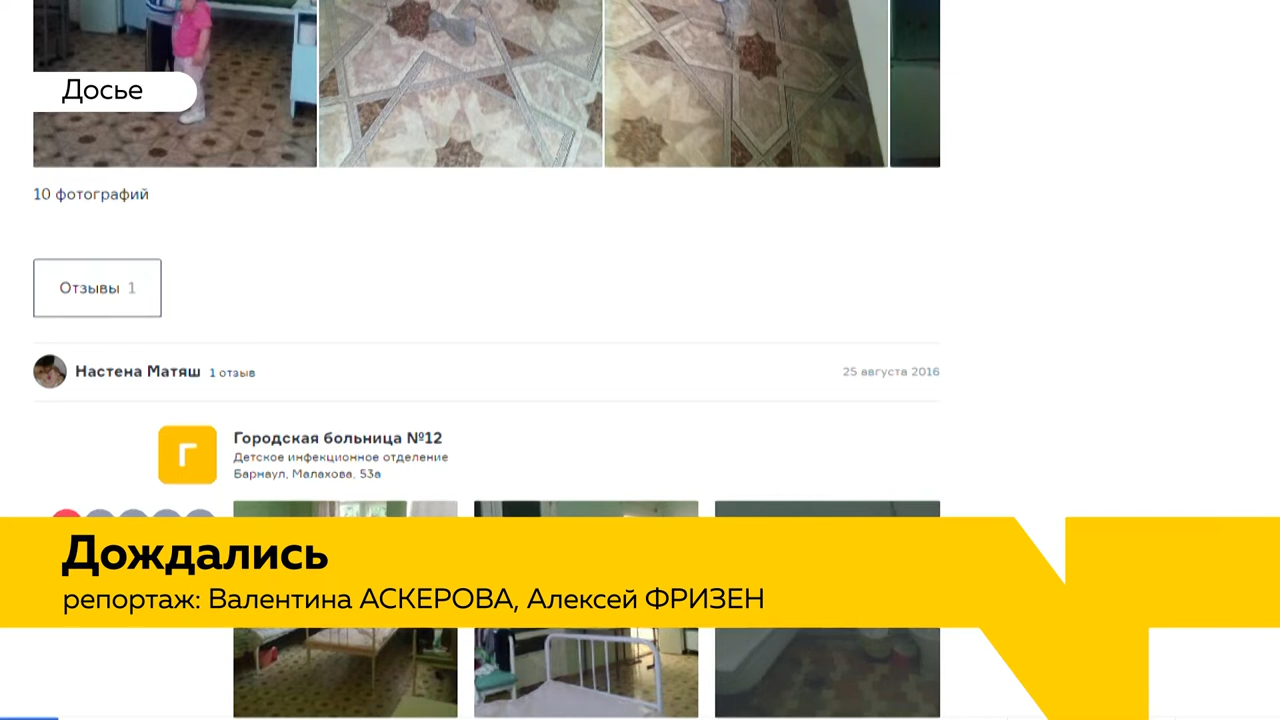 Досье
10 фотографий
Отзывы 1
Настена Матяш 1 отзыв
25 августа 2016
Г
Городская больница №12
Детское инфекционное отделение
Барнаул, Малахова, 53а
Дождались
репортаж: Валентина АСКЕРОВА, Алексей ФРИЗЕН